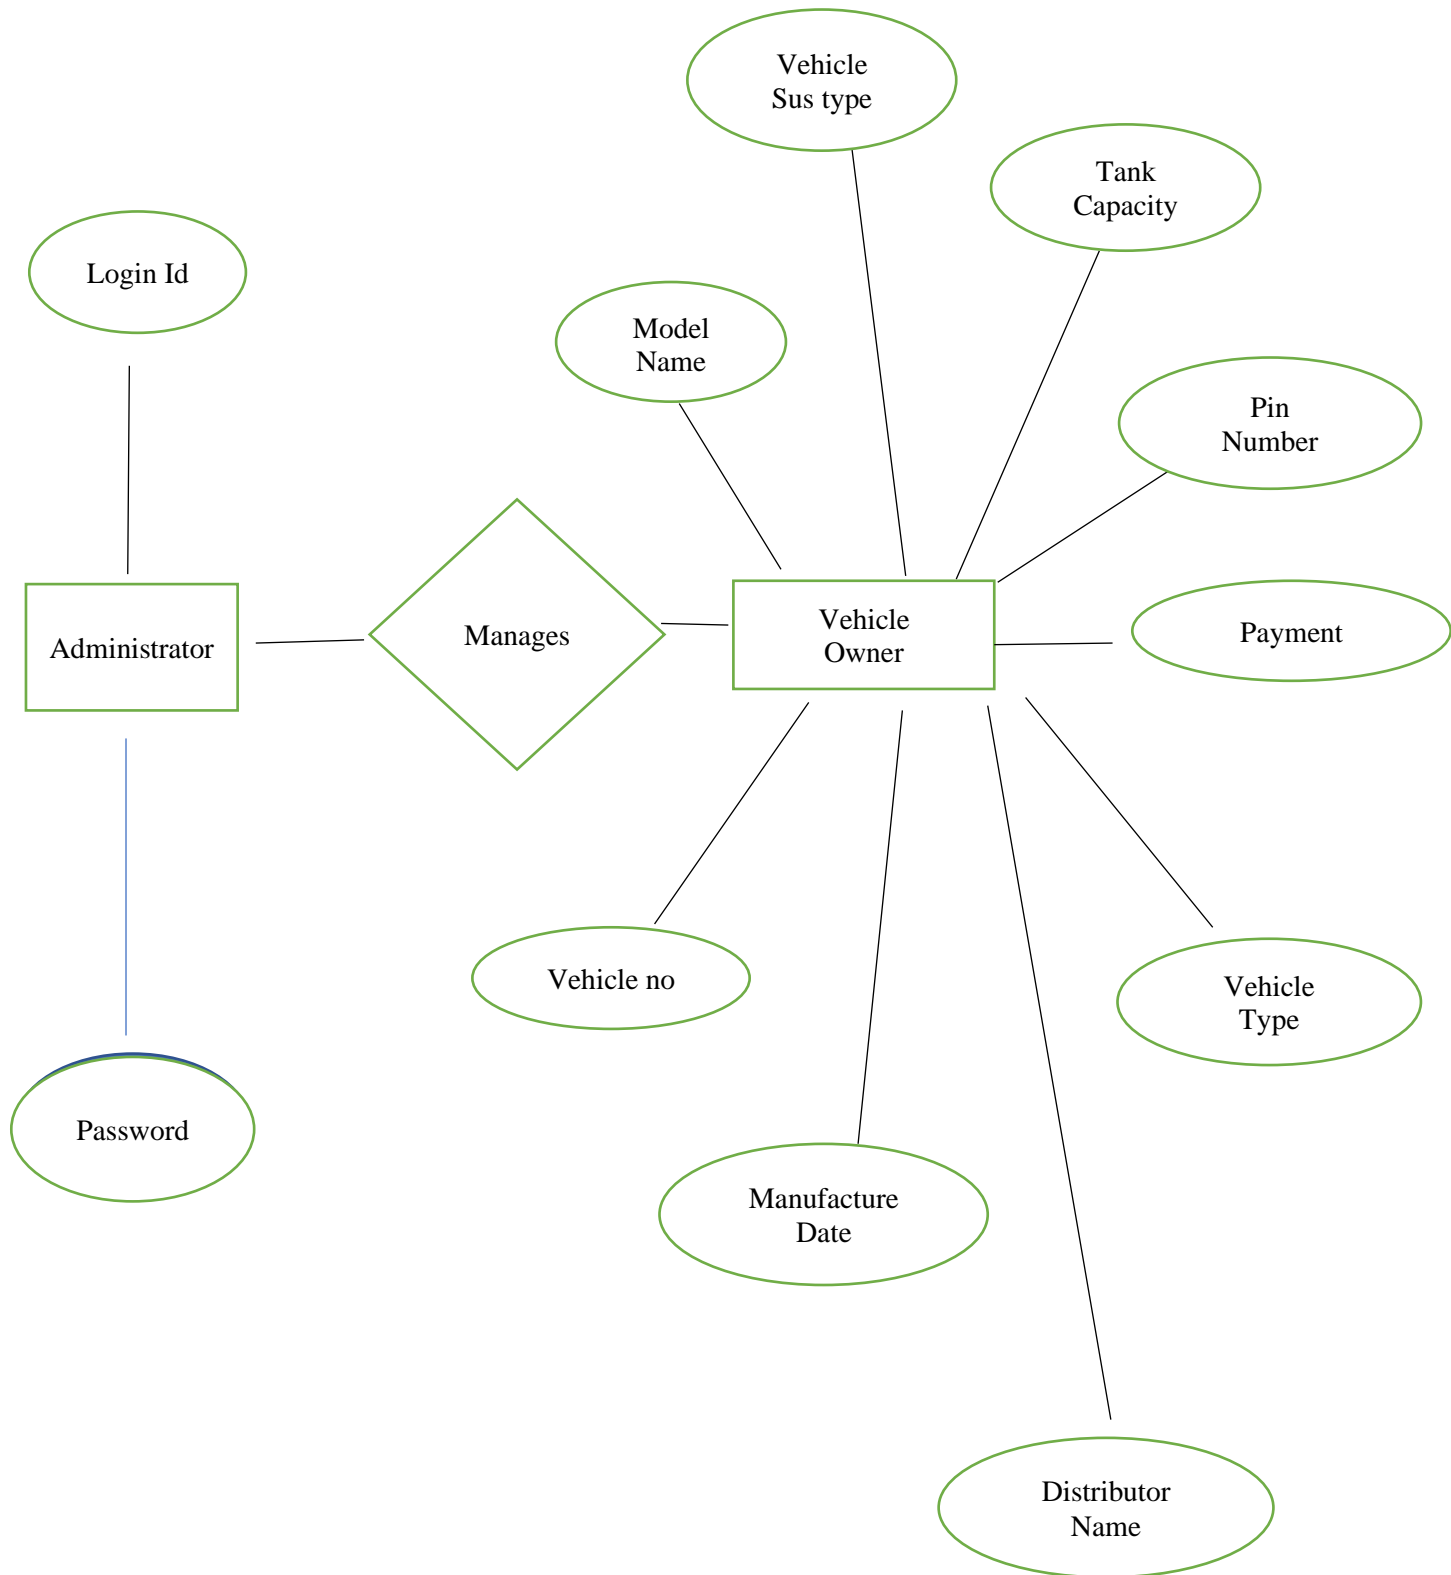 Vehicle
Sus type
Tank
Capacity
Login Id
Model
Name
Pin
Number
Administrator
Manages
Vehicle
Owner
Payment
Vehicle no
Vehicle
Type
Password
Manufacture
Date
Distributor
Name